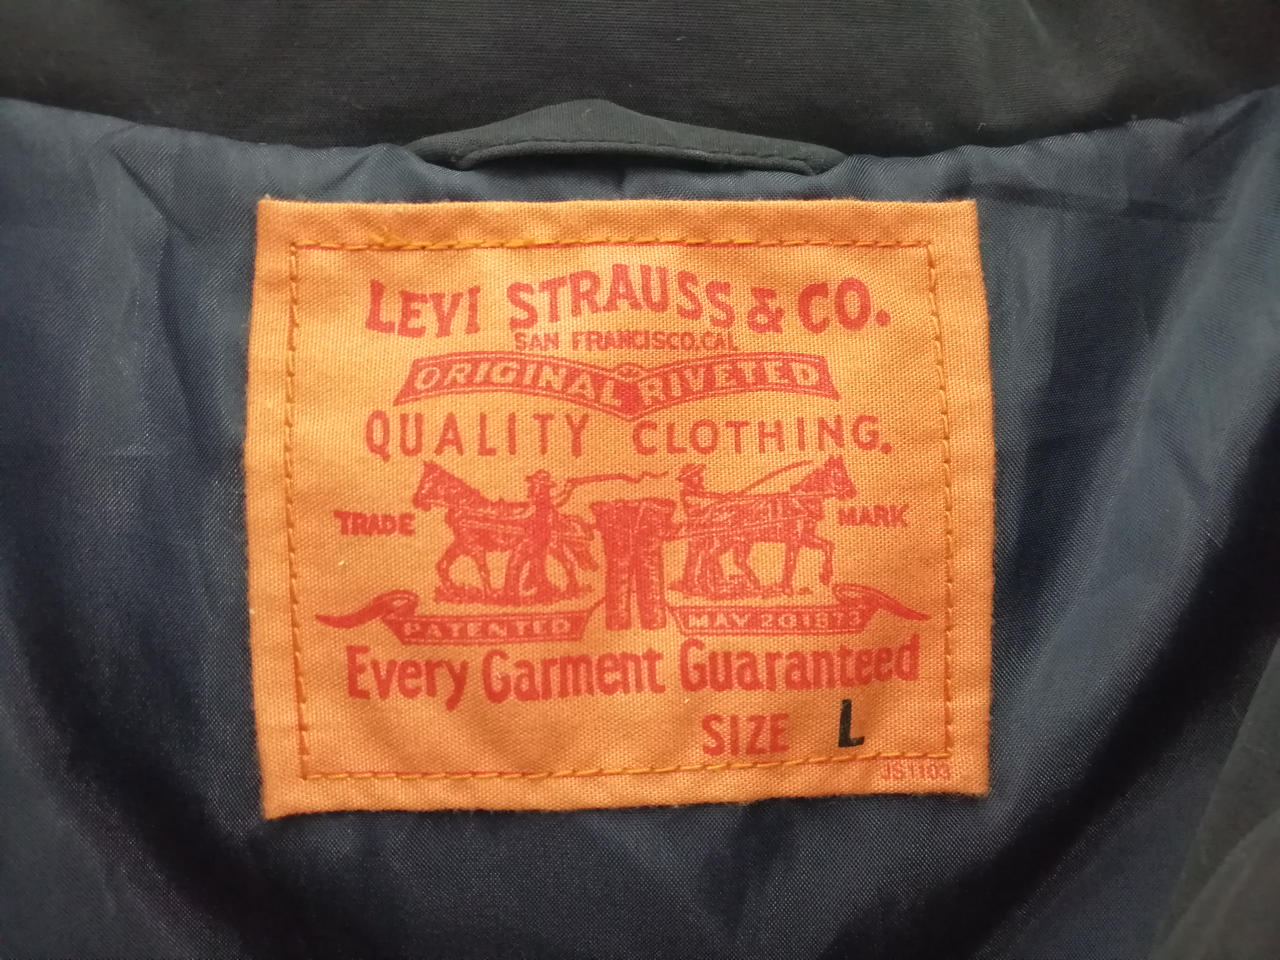 LEVI STRAUSS & CO.
SAN FRANCISCO, CAL
ORIGINAL RIVETED
QUALITY CLOTHING.
TRADE MARK
PATENTED MAY 20 1873
Every Garment Guaranteed
SIZE L
JS1103